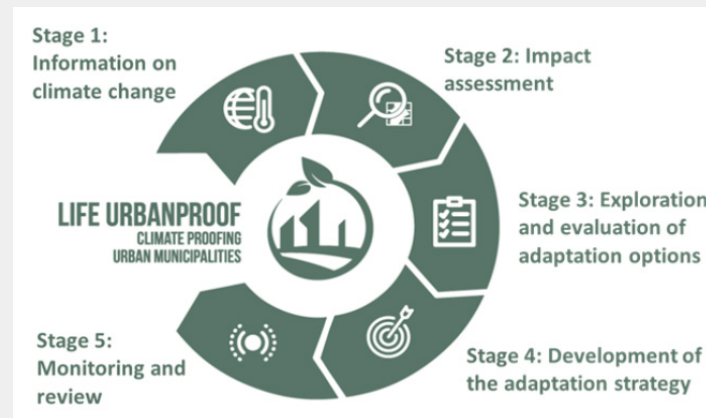 Stage 1:
Information on
climate change
Stage 2: Impact
assessment
Stage 3: Exploration
and evaluation of
adaptation options
Stage 4: Development of
the adaptation strategy
Stage 5:
Monitoring and
review
LIFE URBANPROOF
CLIMATE PROOFING
URBAN MUNICIPALITIES